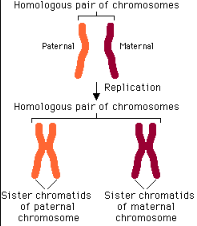 Homologous pair of chromosomes
Paternal
Maternal
Replication
Homologous pair of chromosomes
Sister chromatids
of paternal
chromosome
Sister chromatids
of maternal
chromosome